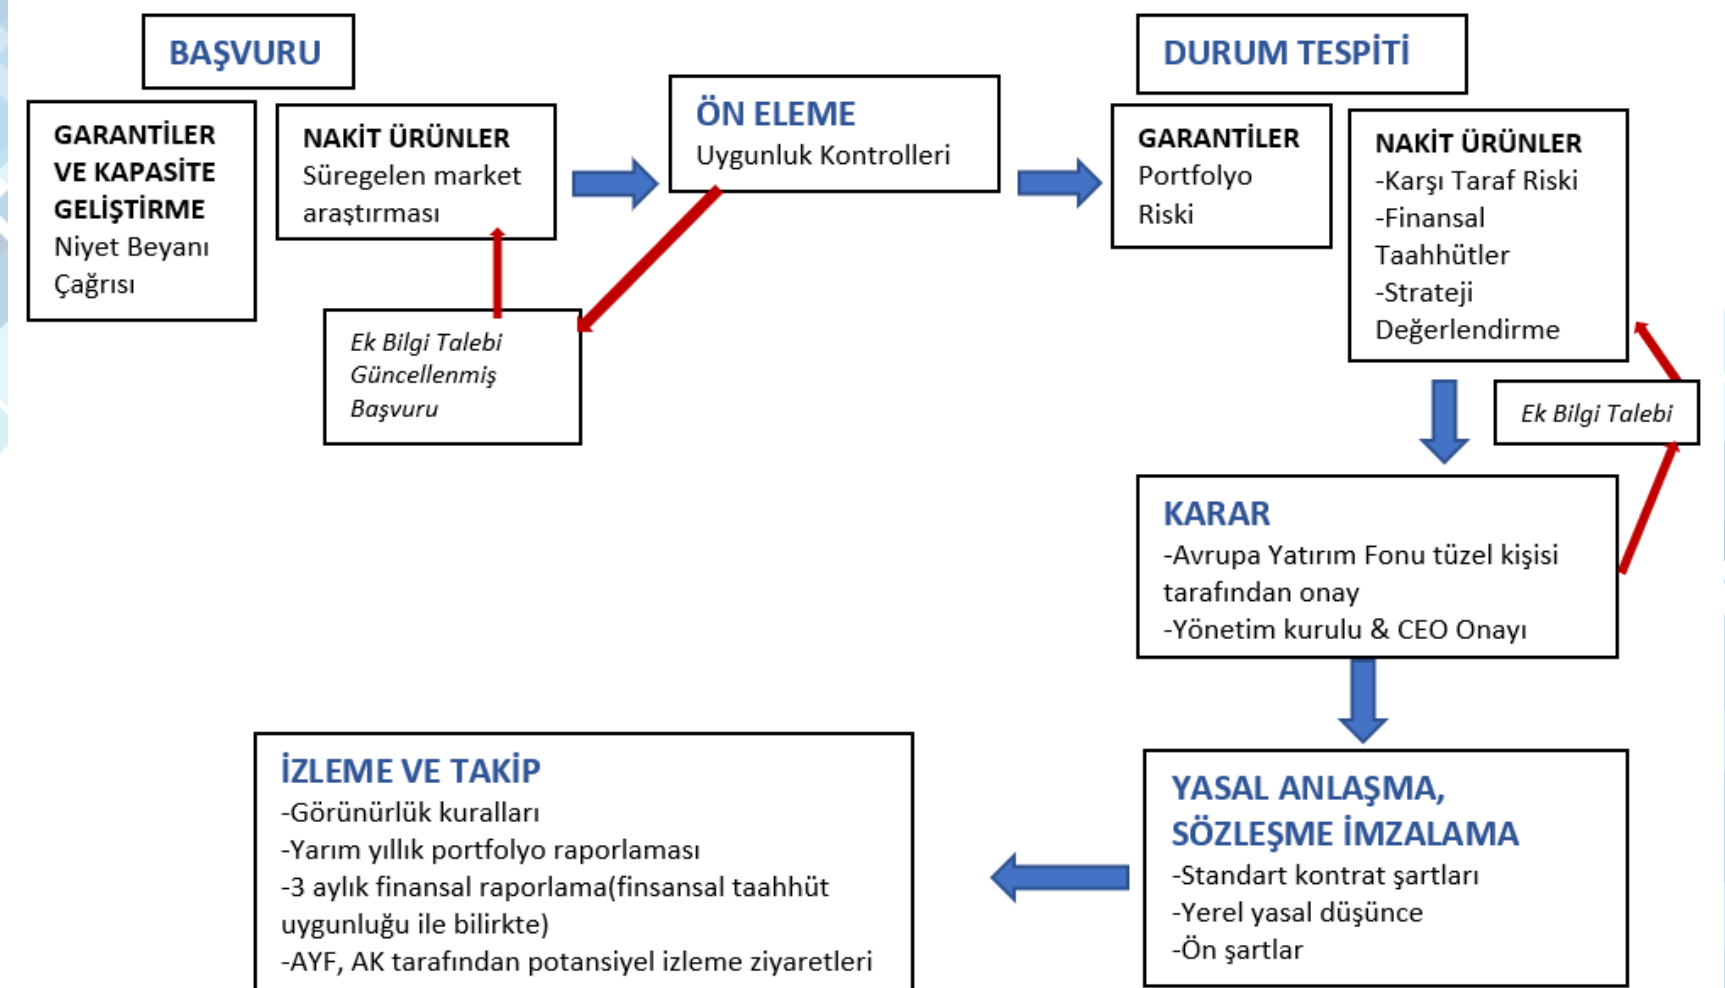 BAŞVURU
GARANTİLER
VE KAPASİTE
GELİŞTİRME
Niyet Beyanı
Çağrısı
NAKİT ÜRÜNLER
Süregelen market
araştırması
Ek Bilgi Talebi
Güncellenmiş
Başvuru
ÖN ELEME
Uygunluk Kontrolleri
DURUM TESPİTİ
GARANTİLER
Portfolyo
Riski
NAKİT ÜRÜNLER
-Karşı Taraf Riski
-Finansal
Taahhütler
-Strateji
Değerlendirme
Ek Bilgi Talebi
KARAR
-Avrupa Yatırım Fonu tüzel kişisi
tarafından onay
-Yönetim kurulu & CEO Onayı
YASAL ANLAŞMA,
SÖZLEŞME İMZALAMA
-Standart kontrat şartları
-Yerel yasal düşünce
-Ön şartlar
İZLEME VE TAKİP
-Görünürlük kuralları
-Yarım yıllık portfolyo raporlaması
-3 aylık finansal raporlama(finsansal taahhüt
uygunluğu ile bilirkte)
-AYF, AK tarafından potansiyel izleme ziyaretleri